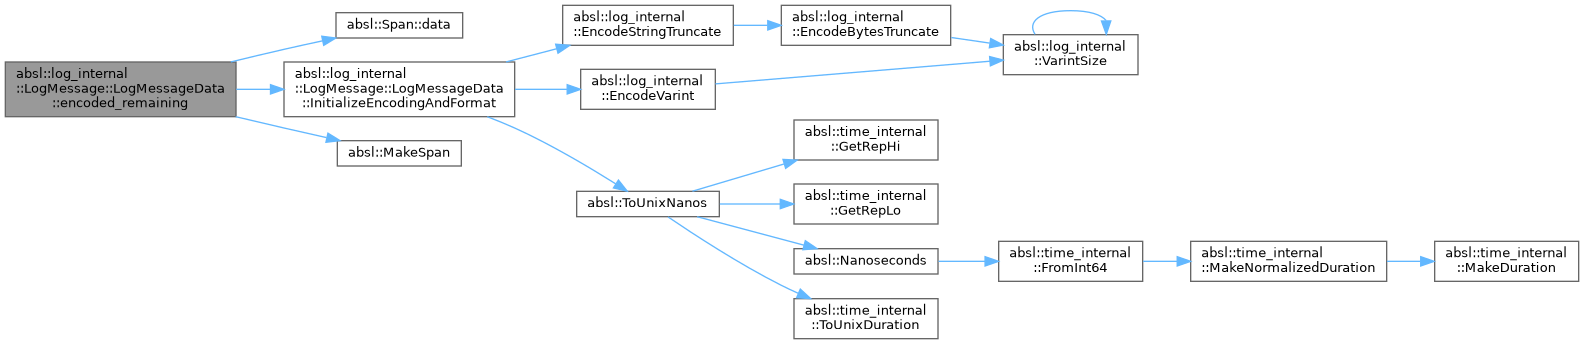 absl::log_internal
::LogMessage::LogMessageData
::encoded_remaining
absl::Span::data
absl::log_internal
::LogMessage::LogMessageData
::InitializeEncodingAndFormat
absl::MakeSpan
absl::log_internal
::EncodeStringTruncate
absl::log_internal
::EncodeVarint
absl::ToUnixNanos
absl::log_internal
::EncodeBytesTruncate
absl::time_internal
::GetRepHi
absl::time_internal
::GetRepLo
absl::Nanoseconds
absl::time_internal
::ToUnixDuration
absl::log_internal
::VarintSize
absl::time_internal
::FromInt64
absl::time_internal
::MakeNormalizedDuration
absl::time_internal
::MakeDuration